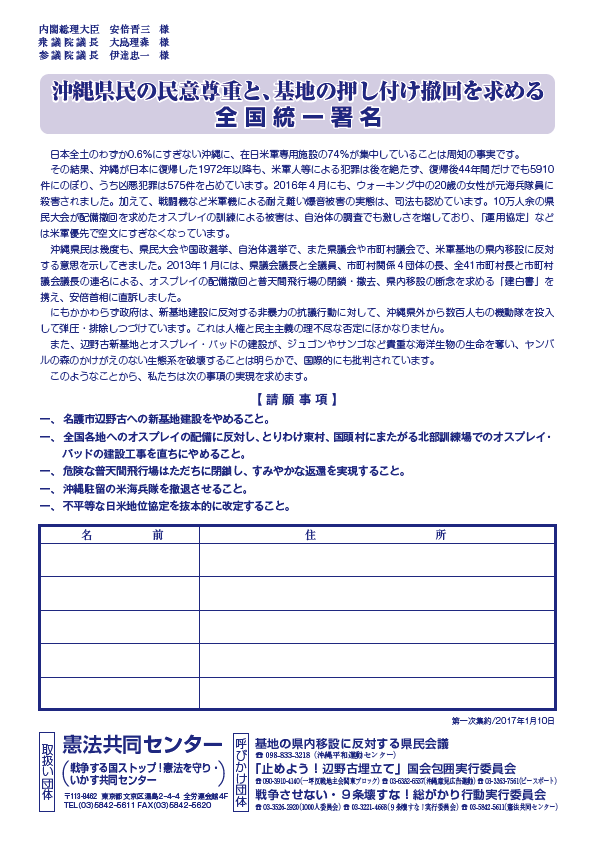 内閣総理大臣　安倍晋三　様
衆議院議長　大島理森　様
参議院議長　伊達忠一　様
沖縄県民の民意尊重と、基地の押し付け撤回を求める
全国統一署名
日本全土のわずか0.6%にすぎない沖縄に、在日米軍専用施設の74%が集中していることは周知の事実です。
その結果、沖縄が日本に復帰した1972年以降も、米軍人等による犯罪は後を絶たず、復帰後44年間だけでも5910
件にのぼり、うち凶悪犯罪は575件を占めています。2016年４月にも、ウォーキング中の20歳の女性が元海兵隊員に
殺害されました。加えて、戦闘機など米軍機による耐え難い爆音被害の実態は、司法も認めています。10万人余の県
民大会が配備撤回を求めたオスプレイの訓練による被害は、自治体の調査でも激しさを増しており、「運用協定」など
は米軍優先で空文にすぎなくなっています。
沖縄県民は幾度も、県民大会や国政選挙、自治体選挙で、また県議会や市町村議会で、米軍基地の県内移設に反対
する意思を示してきました。2013年１月には、県議会議長と全議員、市町村関係４団体の長、全41市町村長と市町村
議会議長の連名による、オスプレイの配備撤回と普天間飛行場の閉鎖・撤去、県内移設の断念を求める「建白書」を
携え、安倍首相に直訴しました。
にもかかわらず政府は、新基地建設に反対する非暴力の抗議行動に対して、沖縄県外から数百人もの機動隊を投入
して弾圧・排除しつづけています。これは人権と民主主義の理不尽な否定にほかなりません。
また、辺野古新基地とオスプレイ・パッドの建設が、ジュゴンやサンゴなど貴重な海洋生物の生命を奪い、ヤンバ
ルの森のかけがえのない生態系を破壊することは明らかで、国際的にも批判されています。
このようなことから、私たちは次の事項の実現を求めます。
【請願事項】
一、名護市辺野古への新基地建設をやめること。
一、全国各地へのオスプレイの配備に反対し、とりわけ東村、国頭村にまたがる北部訓練場でのオスプレイ・
パッドの建設工事を直ちにやめること。
一、危険な普天間飛行場はただちに閉鎖し、すみやかな返還を実現すること。
一、沖縄駐留の米海兵隊を撤退させること。
一、不平等な日米地位協定を抜本的に改定すること。
名　前　住　所
第一次集約/2017年1月10日
取扱い団体
憲法共同センター
（戦争する国ストップ！憲法を守り・
いかす共同センター）
〒113-8462　東京都文京区湯島2-4-4　全労連会館4F
TEL(03)5842-5611 FAX(03)5842-5620
呼びかけ団体
基地の県内移設に反対する県民会議
☎098-833-3218（沖縄平和運動センター）
「止めよう！辺野古埋立て」国会包囲実行委員会
☎090-3910-4140(一坪反戦地主会関東ブロック) ☎03-6382-6537(沖縄意見広告運動) ☎03-3363-7561(ピースボート)
戦争させない・９条壊すな！総がかり行動実行委員会
☎03-3526-2920(1000人委員会) ☎03-3221-4668(９条壊すな！実行委員会) ☎03-5842-5611(憲法共同センター)